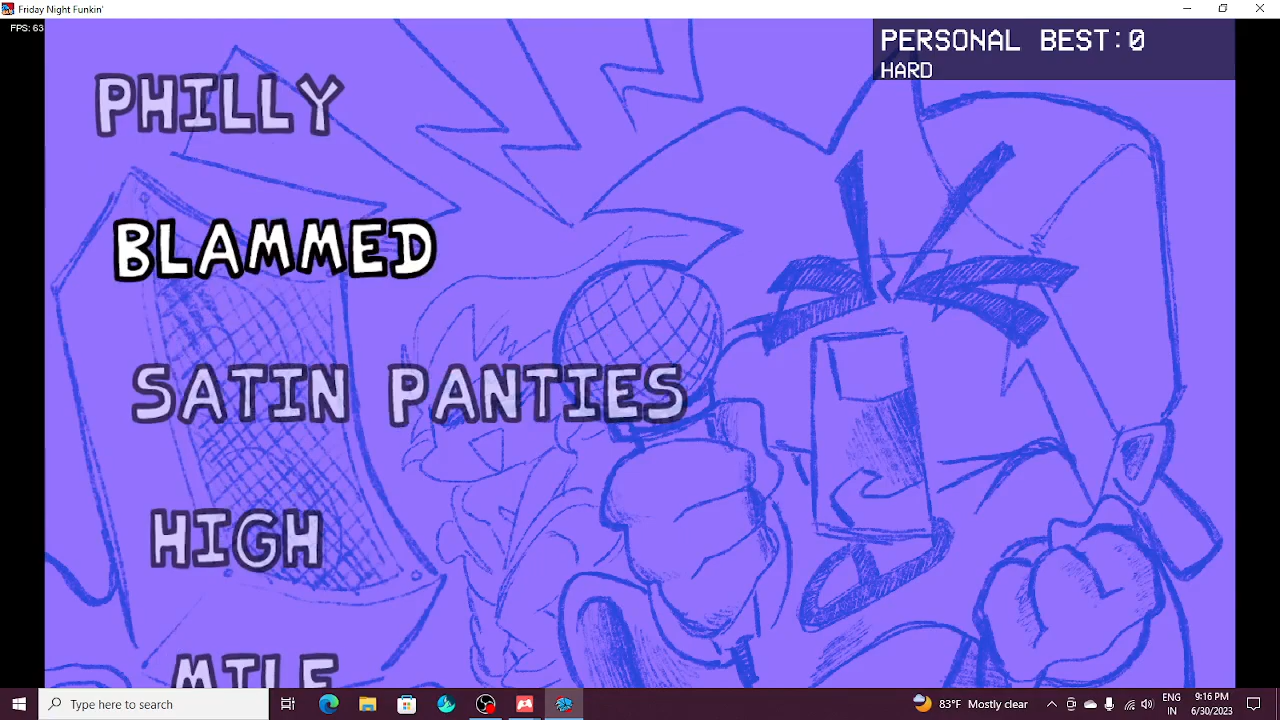 Friday Night Funkin'
FPS: 63
PERSONAL BEST:0
HARD
PHILLY
BLAMMED
SATIN PANTIES
HIGH
MILF
Type here to search
83°F Mostly clear
ENG
IN
9:16 PM
6/30/2023